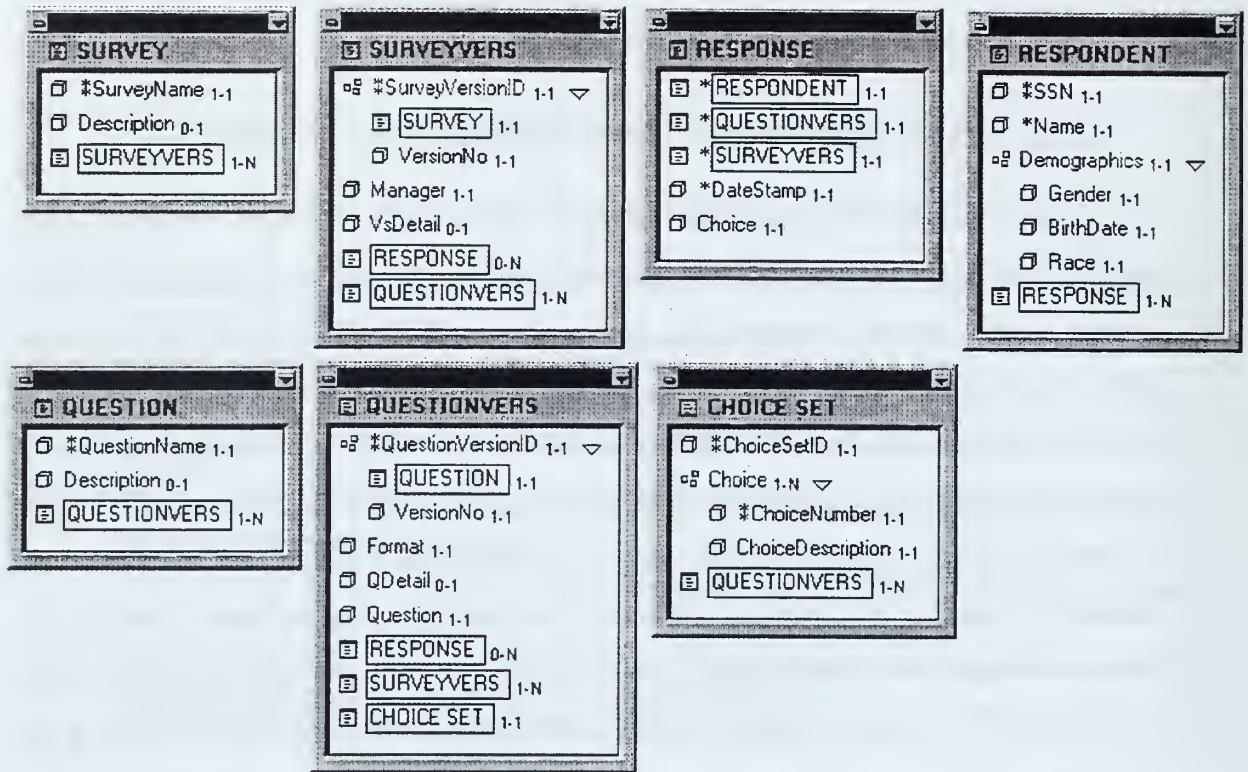 SURVEY
‡SurveyName 1-1
Description 0-1
SURVEYVERS 1-N
SURVEYVERS
‡SurveyVersionID 1-1
SURVEY 1-1
VersionNo 1-1
Manager 1-1
VsDetail 0-1
RESPONSE 0-N
QUESTIONVERS 1-N
RESPONSE
*RESPONDENT 1-1
*QUESTIONVERS 1-1
*SURVEYVERS 1-1
*DateStamp 1-1
Choice 1-1
RESPONDENT
‡SSN 1-1
*Name 1-1
Demographics 1-1
Gender 1-1
BirthDate 1-1
Race 1-1
RESPONSE 1-N
QUESTION
‡QuestionName 1-1
Description 0-1
QUESTIONVERS 1-N
QUESTIONVERS
‡QuestionVersionID 1-1
QUESTION 1-1
VersionNo 1-1
Format 1-1
QDetail 0-1
Question 1-1
RESPONSE 0-N
SURVEYVERS 1-N
CHOICE SET 1-1
CHOICE SET
‡ChoiceSetID 1-1
Choice 1-N
‡ChoiceNumber 1-1
ChoiceDescription 1-1
QUESTIONVERS 1-N